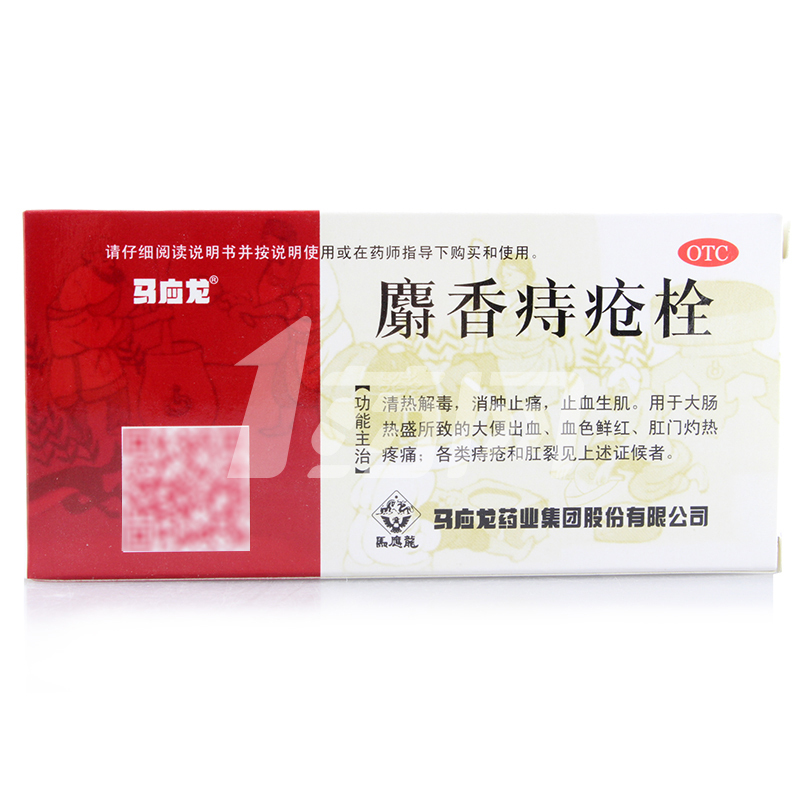 请仔细阅读说明书并按说明使用或在药师指导下购买和使用。
OTC
马应龙®
麝香痔疮栓
【功能主治】
清热解毒，消肿止痛，止血生肌。用于大肠
热盛所致的大便出血、血色鲜红、肛门灼热
疼痛；各类痔疮和肛裂见上述证候者。
馬應龍
马应龙药业集团股份有限公司